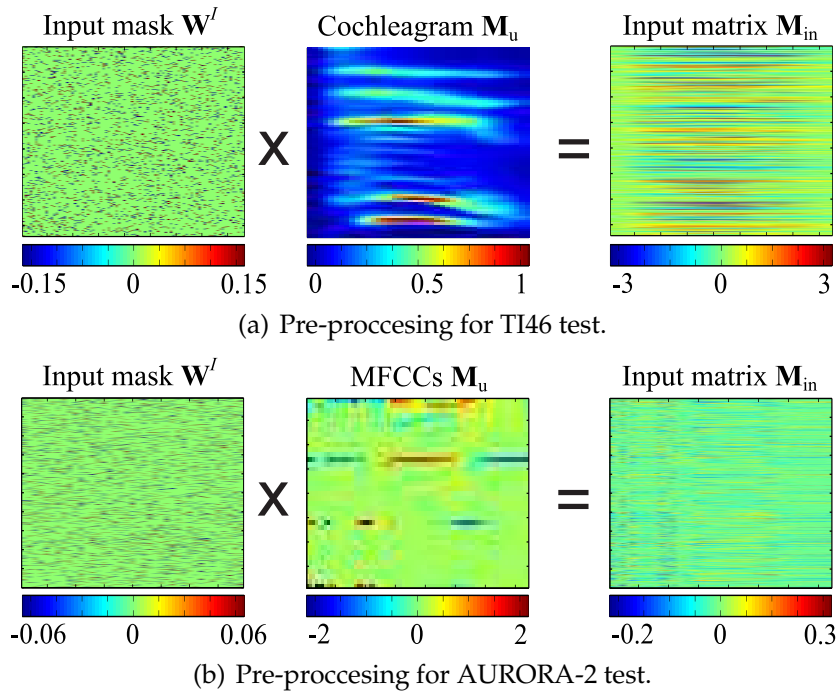 Input mask W^I Cochleagram M_u Input matrix M_in
X =
-0.15 0 0.15 0 0.5 1 -3 0 3
(a) Pre-proccesing for TI46 test.
Input mask W^I MFCCs M_u Input matrix M_in
X =
-0.06 0 0.06 -2 0 2 -0.2 0 0.3
(b) Pre-proccesing for AURORA-2 test.